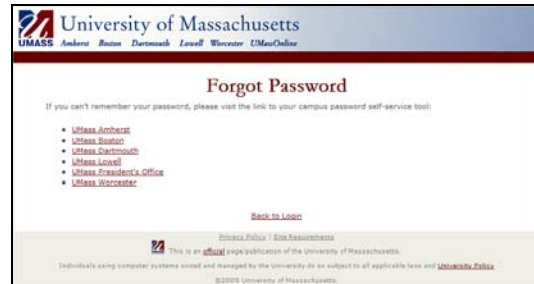 University of Massachusetts
UMASS Amherst Boston Dartmouth Lowell Worcester UMassOnline
Forgot Password
If you can't remember your password, please visit the link to your campus password self-service tool:
• UMass Amherst
• UMass Boston
• UMass Dartmouth
• UMass Lowell
• UMass President's Office
• UMass Worcester
Back to Login
Privacy Policy | Site Requirements
This is an official page/publication of the University of Massachusetts.
Individuals using computer systems owned and managed by the University do so subject to all applicable laws and University Policy
©2009 University of Massachusetts.